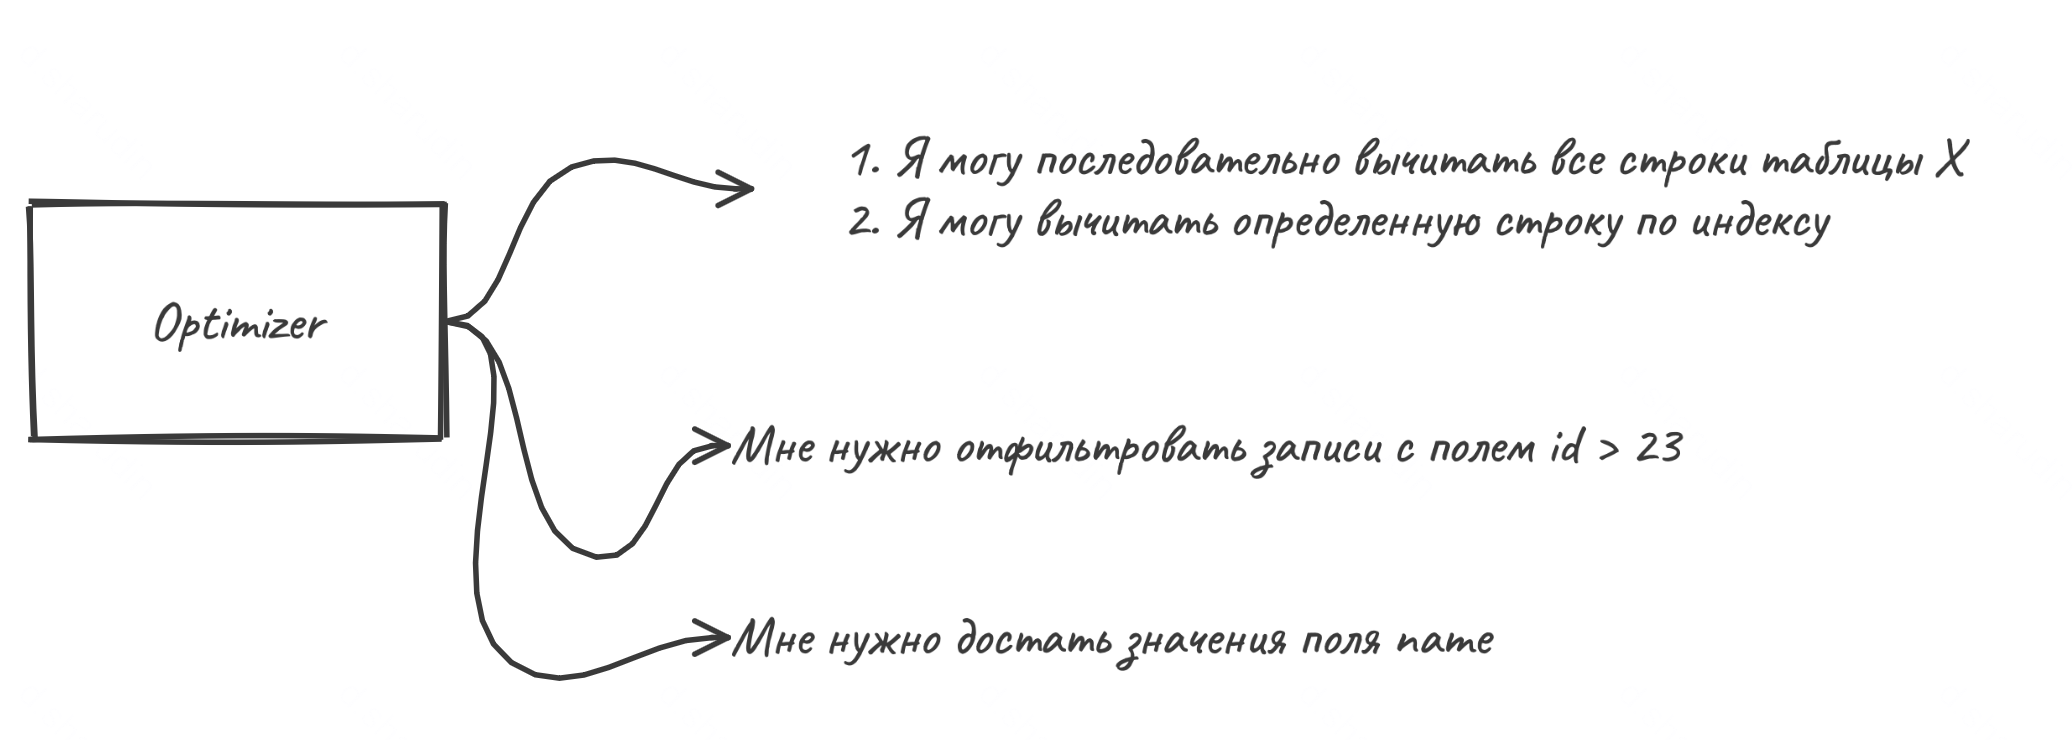 Optimizer
1. Я могу последовательно вычитать все строки таблицы X
2. Я могу вычитать определенную строку по индексу
Мне нужно отфильтровать записи с полем id > 23
Мне нужно достать значения поля name